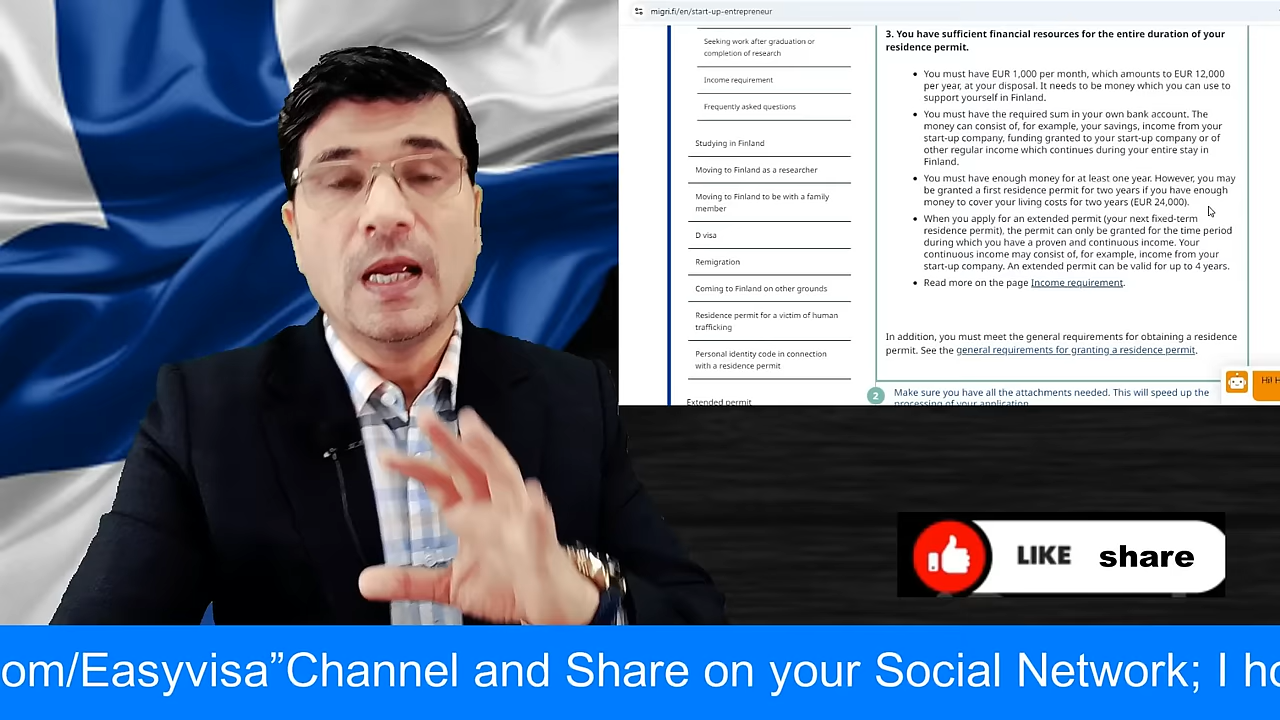 migri.fi/en/start-up-entrepreneur
Seeking work after graduation or
completion of research
Income requirement
Frequently asked questions
Studying in Finland
Moving to Finland as a researcher
Moving to Finland to be with a family
member
D visa
Remigration
Coming to Finland on other grounds
Residence permit for a victim of human
trafficking
Personal identity code in connection
with a residence permit
Extended permit
3. You have sufficient financial resources for the entire duration of your
residence permit.
• You must have EUR 1,000 per month, which amounts to EUR 12,000
per year, at your disposal. It needs to be money which you can use to
support yourself in Finland.
• You must have the required sum in your own bank account. The
money can consist of, for example, your savings, income from your
start-up company, funding granted to your start-up company or of
other regular income which continues during your entire stay in
Finland.
• You must have enough money for at least one year. However, you may
be granted a first residence permit for two years if you have enough
money to cover your living costs for two years (EUR 24,000).
• When you apply for an extended permit (your next fixed-term
residence permit), the permit can only be granted for the time period
during which you have a proven and continuous income. Your
continuous income may consist of, for example, income from your
start-up company. An extended permit can be valid for up to 4 years.
• Read more on the page Income requirement.
In addition, you must meet the general requirements for obtaining a residence
permit. See the general requirements for granting a residence permit.
2 Make sure you have all the attachments needed. This will speed up the
processing of your application.
Hi! H
LIKE share
om/Easyvisa”Channel and Share on your Social Network; I ho